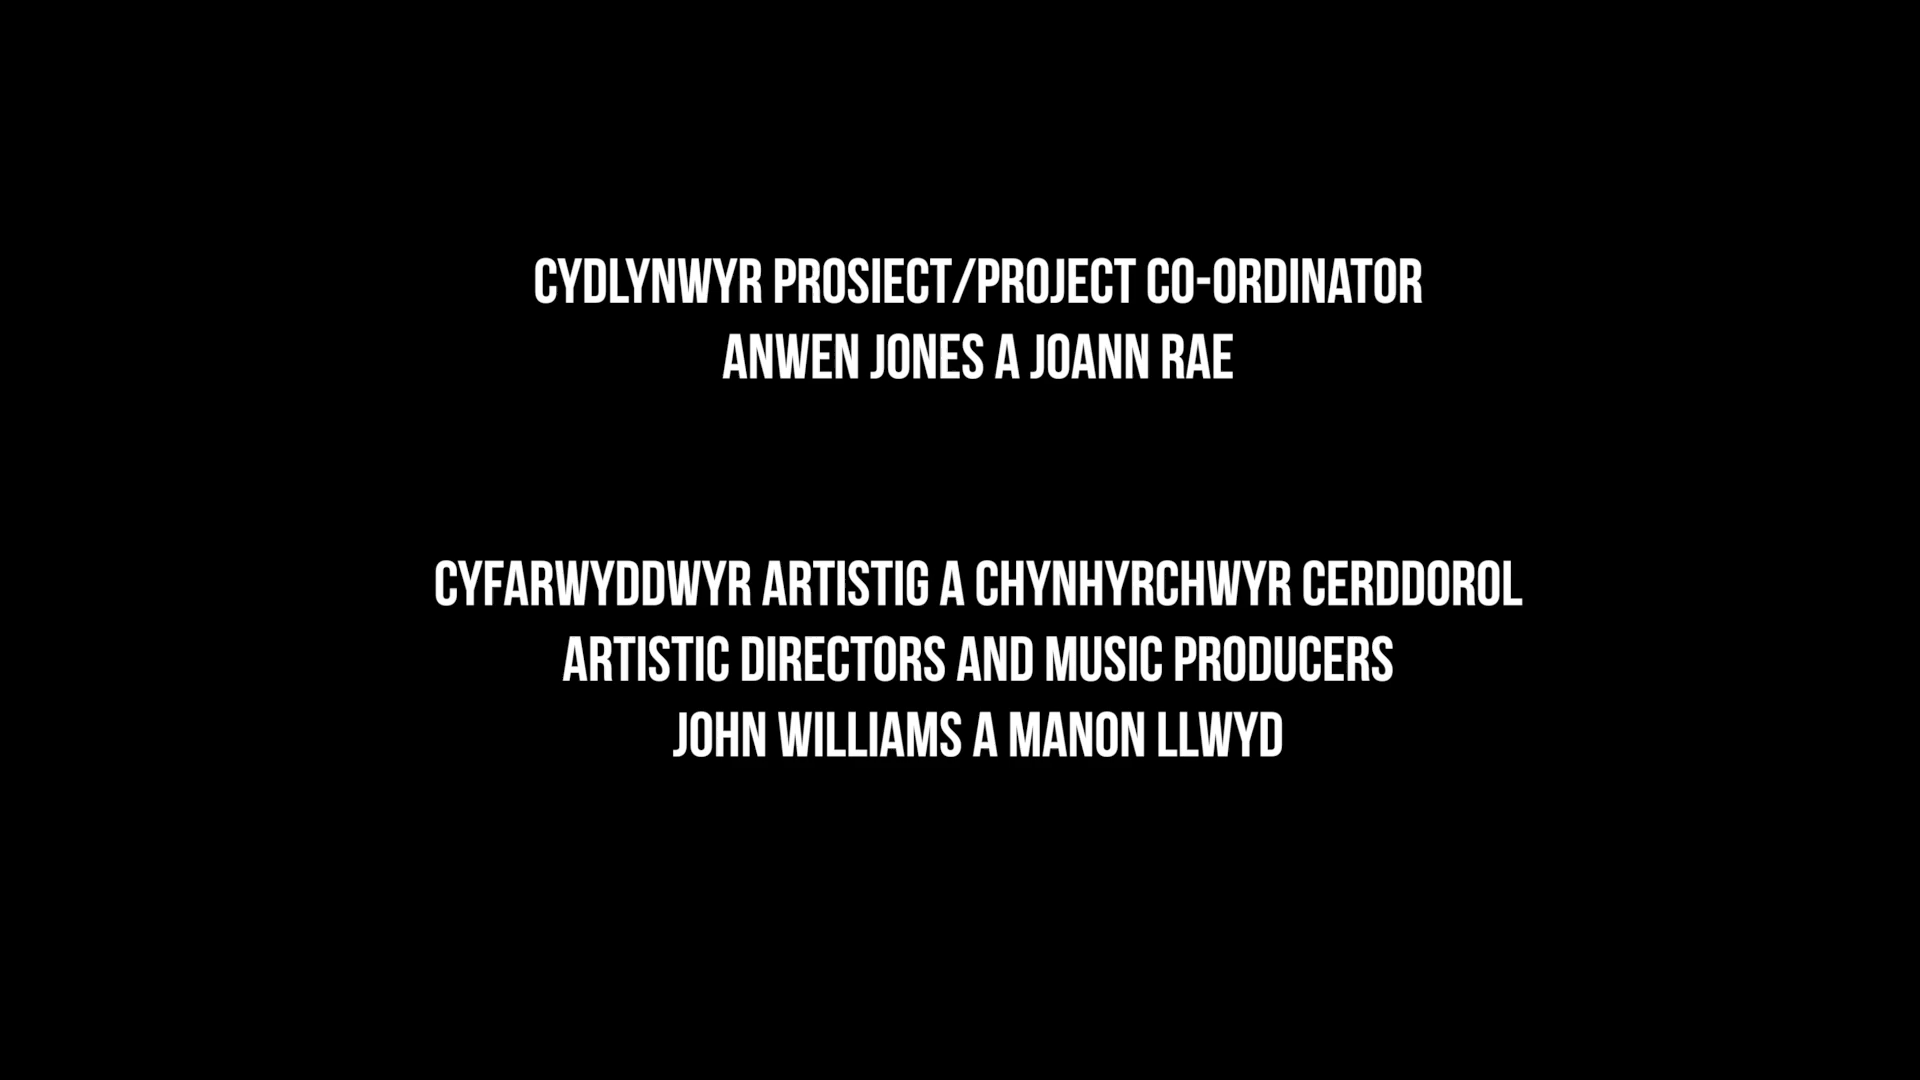 CYDLYNWYR PROSIECT/PROJECT CO-ORDINATOR
ANWEN JONES A JOANN RAE
CYFARWYDDWYR ARTISTIG A CHYNHYRCHWYR CERDDOROL
ARTISTIC DIRECTORS AND MUSIC PRODUCERS
JOHN WILLIAMS A MANON LLWYD